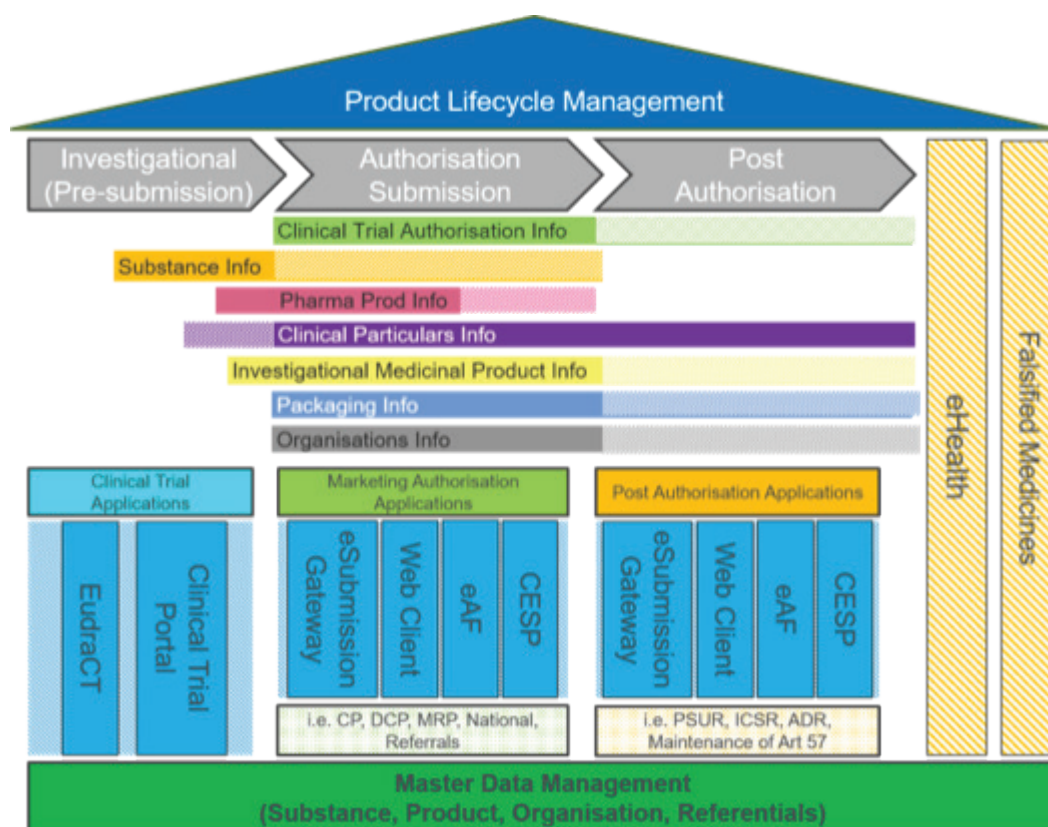 Product Lifecycle Management
Investigational
(Pre-submission)
Authorisation
Submission
Post
Authorisation
Clinical Trial Authorisation Info
Substance Info
Pharma Prod Info
Clinical Particulars Info
Investigational Medicinal Product Info
Packaging Info
Organisations Info
Clinical Trial
Applications
EudraCT
Clinical Trial
Portal
Marketing Authorisation
Applications
eSubmission
Gateway
Web Client
eAF
CESP
i.e. CP, DCP, MRP, National,
Referrals
Post Authorisation Applications
eSubmission
Gateway
Web Client
eAF
CESP
i.e. PSUR, ICSR, ADR,
Maintenance of Art 57
eHealth
Falsified Medicines
Master Data Management
(Substance, Product, Organisation, Referentials)